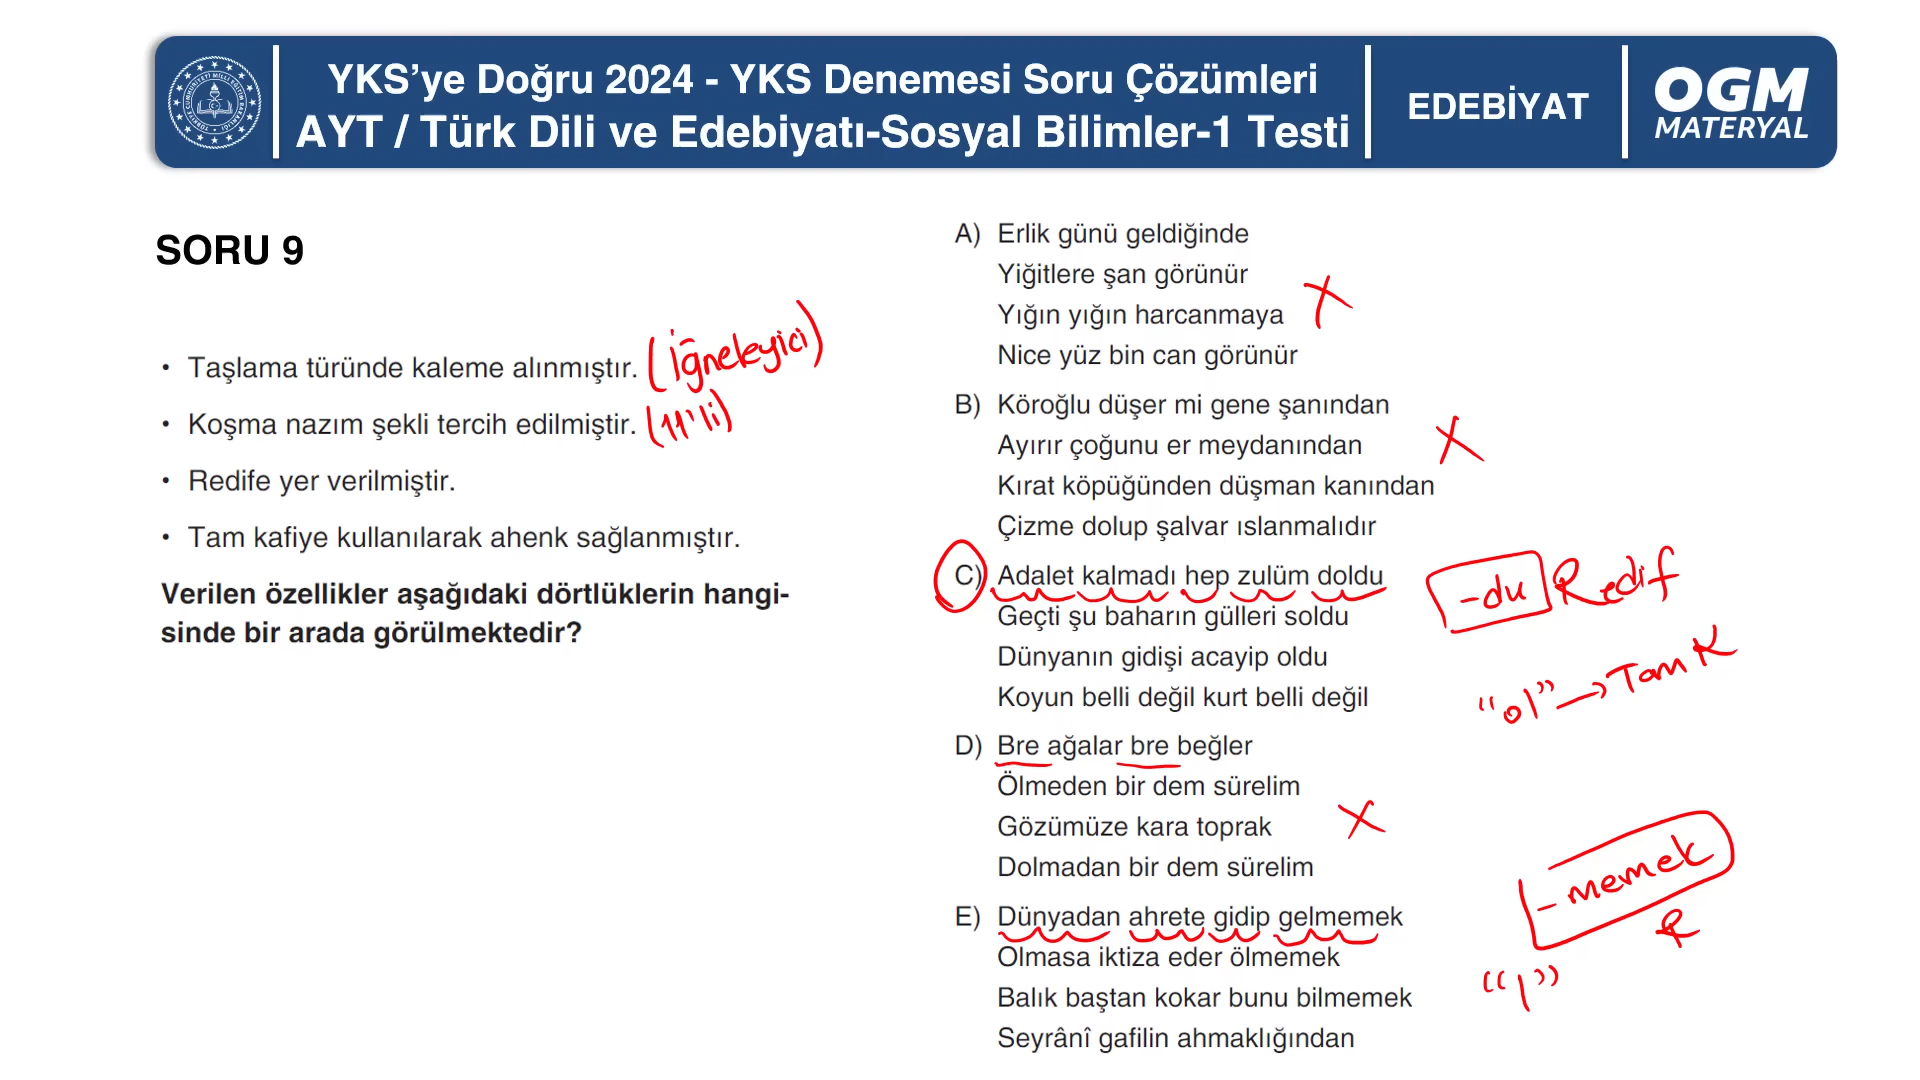 YKS'ye Doğru 2024 - YKS Denemesi Soru Çözümleri
AYT / Türk Dili ve Edebiyatı-Sosyal Bilimler-1 Testi
EDEBİYAT
OGM
MATERYAL
SORU 9
• Taşlama türünde kaleme alınmıştır. (İğneleyici)
• Koşma nazım şekli tercih edilmiştir. (11'li)
• Redife yer verilmiştir.
• Tam kafiye kullanılarak ahenk sağlanmıştır.
Verilen özellikler aşağıdaki dörtlüklerin hangi-
sinde bir arada görülmektedir?
A) Erlik günü geldiğinde
Yiğitlere şan görünür
Yığın yığın harcanmaya
Nice yüz bin can görünür
B) Köroğlu düşer mi gene şanından
Ayırır çoğunu er meydanından
Kırat köpüğünden düşman kanından
Çizme dolup şalvar ıslanmalıdır
C) Adalet kalmadı hep zulüm doldu
Geçti şu baharın gülleri soldu
Dünyanın gidişi acayip oldu
Koyun belli değil kurt belli değil
-du Redif
"ol" → Tam K
D) Bre ağalar bre beğler
Ölmeden bir dem sürelim
Gözümüze kara toprak
Dolmadan bir dem sürelim
E) Dünyadan ahrete gidip gelmemek
Olmasa iktiza eder ölmemek
Balık baştan kokar bunu bilmemek
Seyrânî gafilin ahmaklığından
-memek
R
"l"